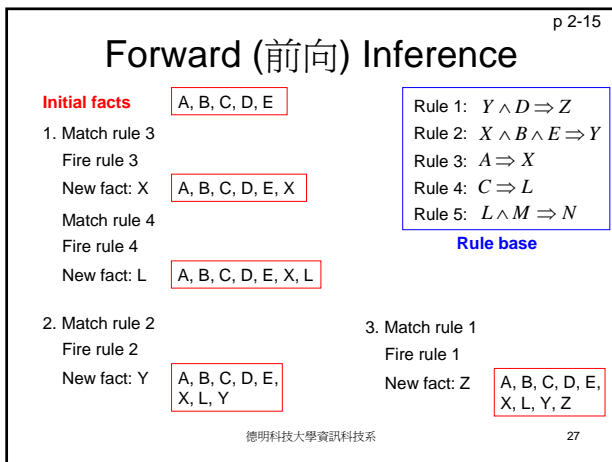 p 2-15
Forward (前向) Inference
Initial facts
A, B, C, D, E
1. Match rule 3
Fire rule 3
New fact: X
A, B, C, D, E, X
Match rule 4
Fire rule 4
New fact: L
A, B, C, D, E, X, L
Rule 1: Y ∧ D ⇒ Z
Rule 2: X ∧ B ∧ E ⇒ Y
Rule 3: A ⇒ X
Rule 4: C ⇒ L
Rule 5: L ∧ M ⇒ N
Rule base
2. Match rule 2
Fire rule 2
New fact: Y
A, B, C, D, E,
X, L, Y
3. Match rule 1
Fire rule 1
New fact: Z
A, B, C, D, E,
X, L, Y, Z
德明科技大學資訊科技系
27